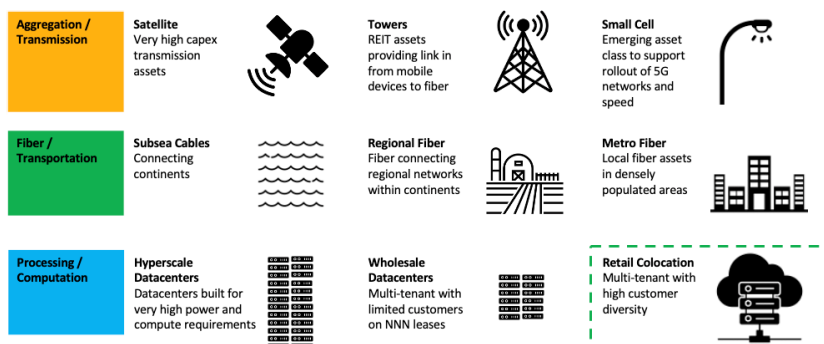 Aggregation /
Transmission
Satellite
Very high capex
transmission
assets
Towers
REIT assets
providing link in
from mobile
devices to fiber
Small Cell
Emerging asset
class to support
rollout of 5G
networks and
speed
Fiber /
Transportation
Subsea Cables
Connecting
continents
Regional Fiber
Fiber connecting
regional networks
within continents
Metro Fiber
Local fiber assets
in densely
populated areas
Processing /
Computation
Hyperscale
Datacenters
Datacenters built for
very high power and
compute requirements
Wholesale
Datacenters
Multi-tenant with
limited customers
on NNN leases
Retail Colocation
Multi-tenant with
high customer
diversity